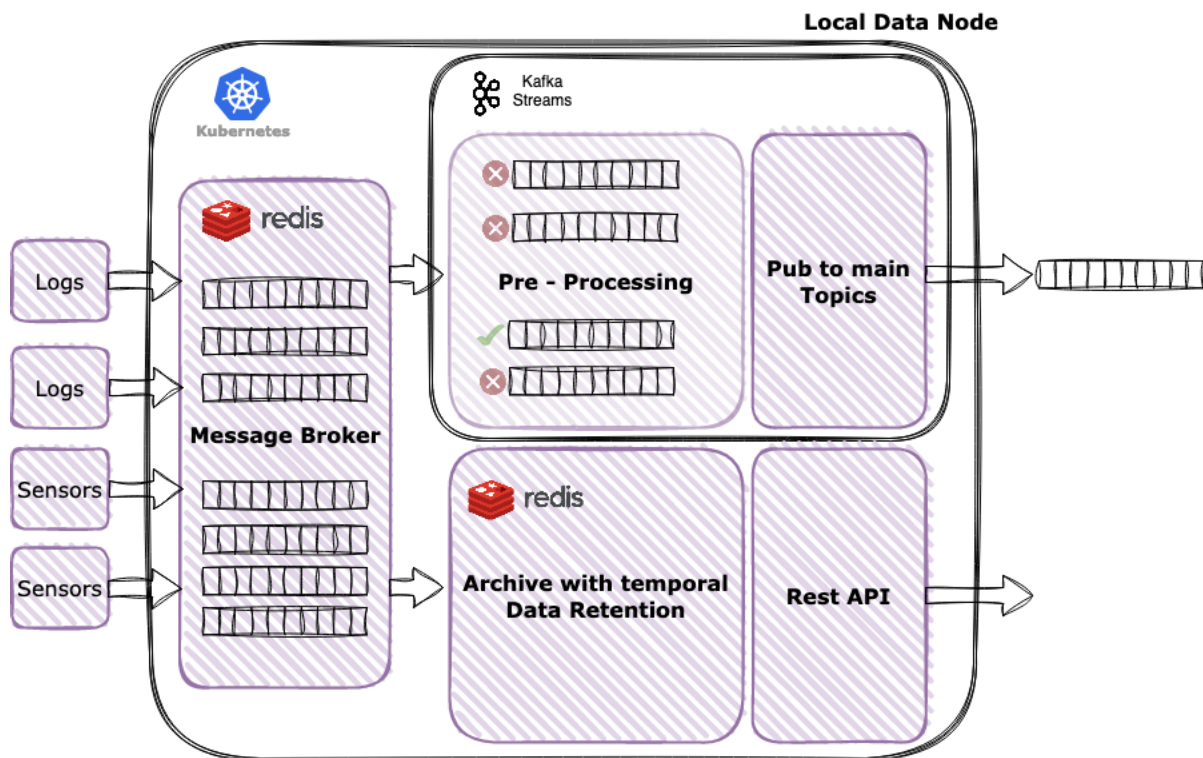 Local Data Node
Kubernetes
Kafka
Streams
redis
Logs
Logs
Sensors
Sensors
Message Broker
Pre - Processing
Pub to main
Topics
redis
Archive with temporal
Data Retention
Rest API